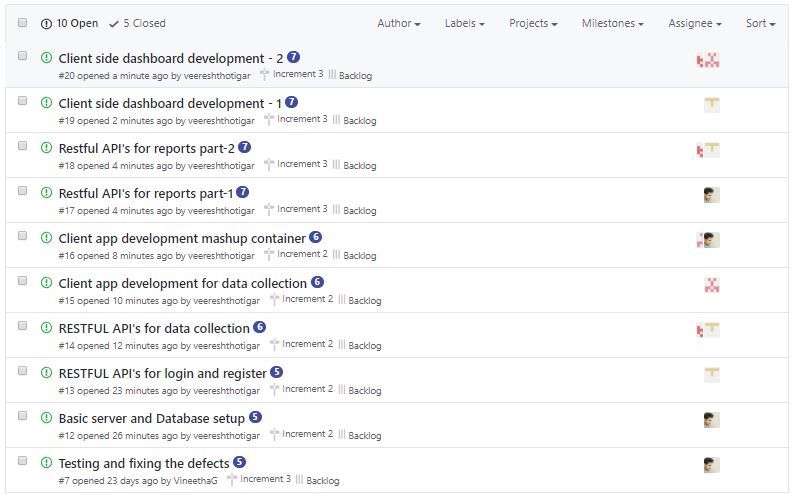 10 Open 5 Closed Author Labels Projects Milestones Assignee Sort
Client side dashboard development - 2 7
#20 opened a minute ago by veereshthotigar Increment 3 Backlog
Client side dashboard development - 1 7
#19 opened 2 minutes ago by veereshthotigar Increment 3 Backlog
Restful API's for reports part-2 7
#18 opened 4 minutes ago by veereshthotigar Increment 3 Backlog
Restful API's for reports part-1 7
#17 opened 4 minutes ago by veereshthotigar Increment 3 Backlog
Client app development mashup container 6
#16 opened 8 minutes ago by veereshthotigar Increment 2 Backlog
Client app development for data collection 6
#15 opened 10 minutes ago by veereshthotigar Increment 2 Backlog
RESTFUL API's for data collection 6
#14 opened 12 minutes ago by veereshthotigar Increment 2 Backlog
RESTFUL API's for login and register 5
#13 opened 23 minutes ago by veereshthotigar Increment 2 Backlog
Basic server and Database setup 5
#12 opened 26 minutes ago by veereshthotigar Increment 2 Backlog
Testing and fixing the defects 5
#7 opened 23 days ago by VineethaG Increment 3 Backlog